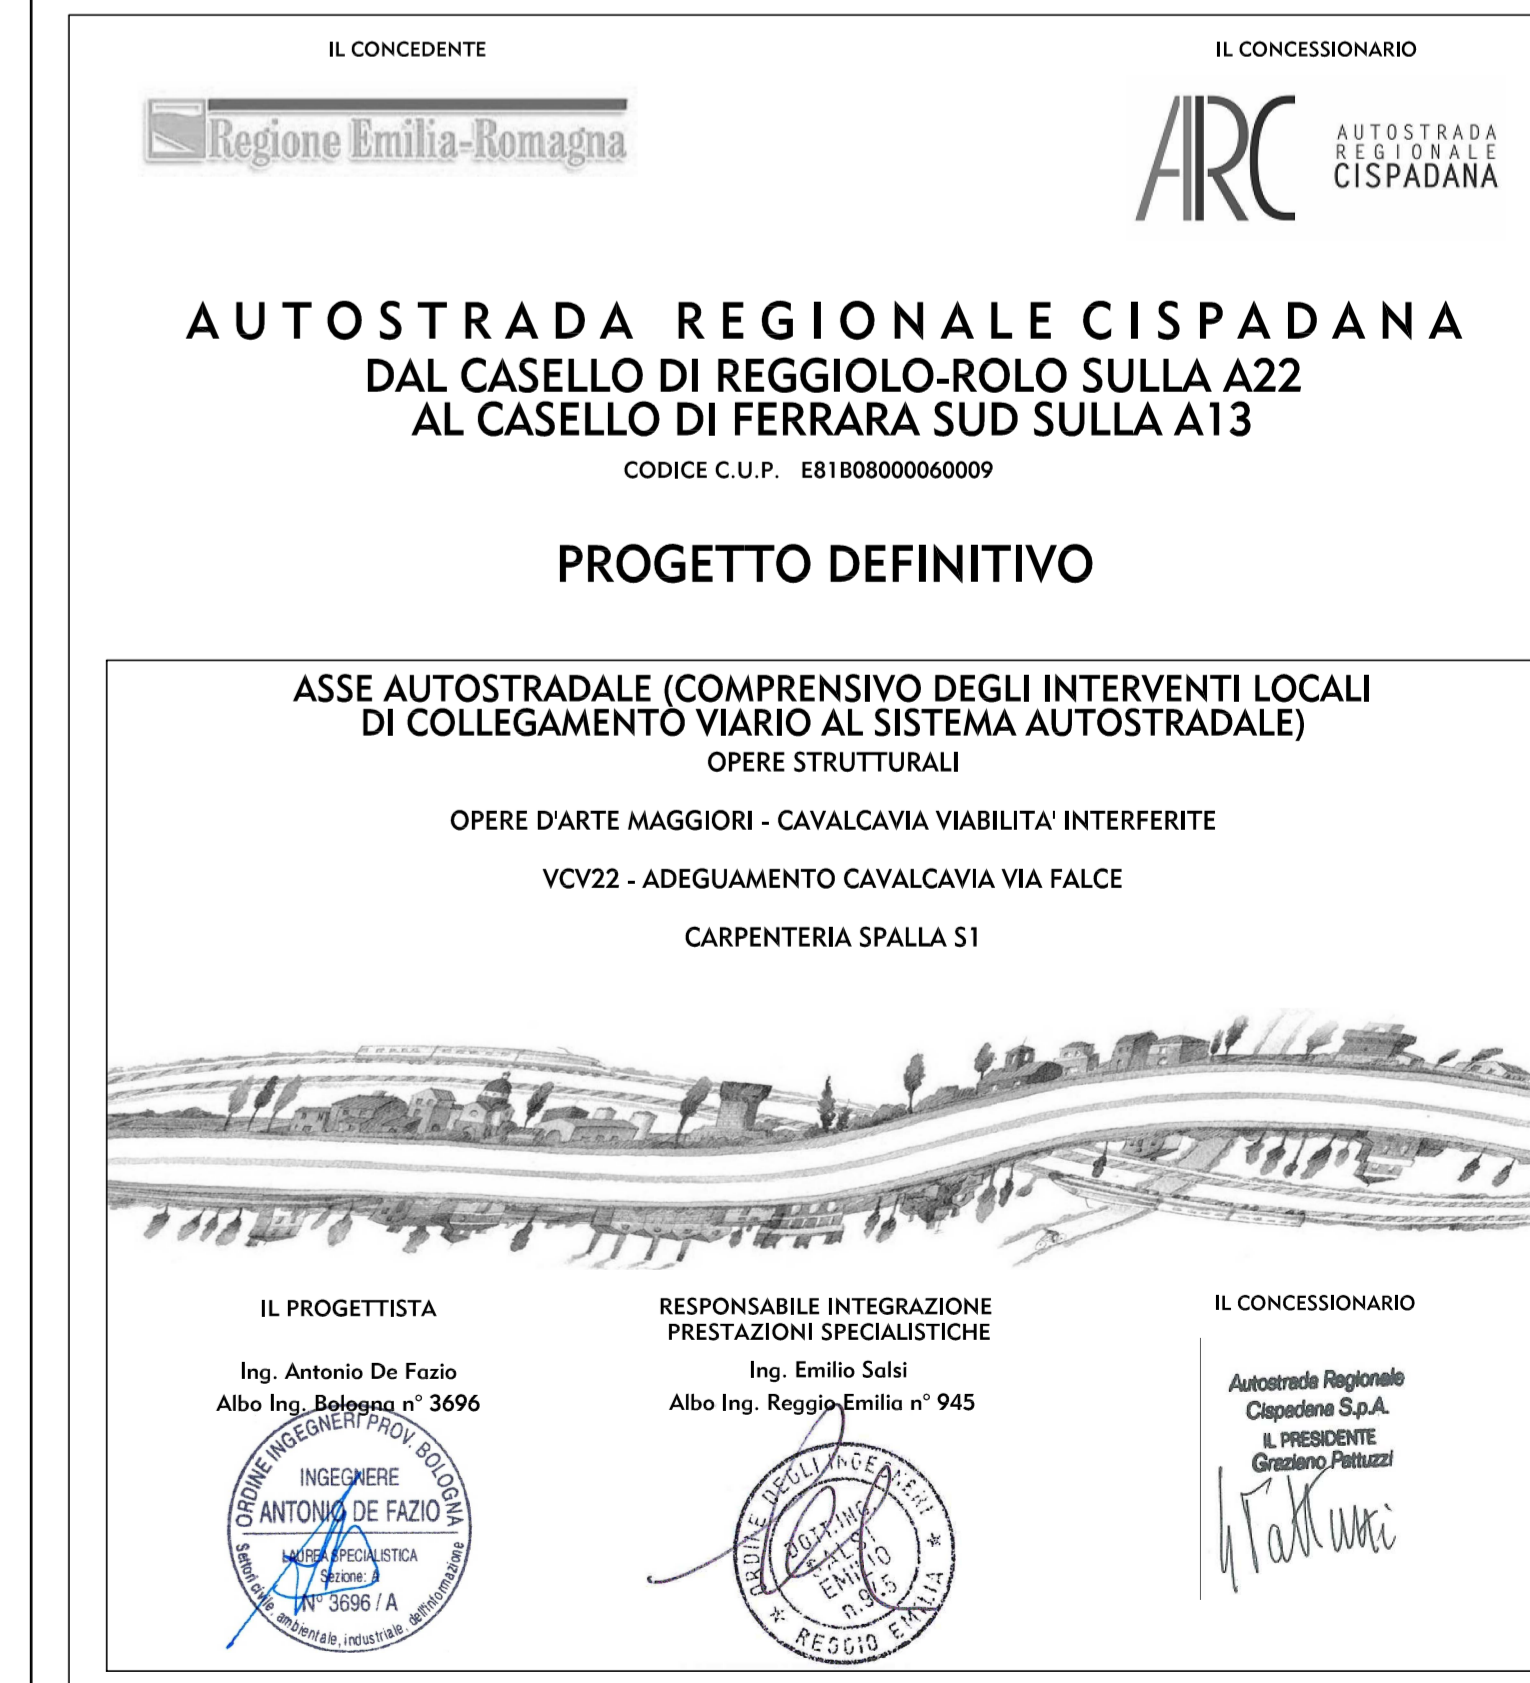 IL CONCEDENTE
IL CONCESSIONARIO
Regione Emilia-Romagna
ARC
AUTOSTRADA
REGIONALE
CISPADANA
AUTOSTRADA REGIONALE CISPADANA
DAL CASELLO DI REGGIOLO-ROLO SULLA A22
AL CASELLO DI FERRARA SUD SULLA A13
CODICE C.U.P. E81B08000060009
PROGETTO DEFINITIVO
ASSE AUTOSTRADALE (COMPRENSIVO DEGLI INTERVENTI LOCALI
DI COLLEGAMENTO VIARIO AL SISTEMA AUTOSTRADALE)
OPERE STRUTTURALI
OPERE D'ARTE MAGGIORI - CAVALCAVIA VIABILITA' INTERFERITE
VCV22 - ADEGUAMENTO CAVALCAVIA VIA FALCE
CARPENTERIA SPALLA S1
IL PROGETTISTA
Ing. Antonio De Fazio
Albo Ing. Bologna n° 3696
ORDINE INGEGNERI PROV. BOLOGNA
INGEGNERE
ANTONIO DE FAZIO
LAUREA SPECIALISTICA
Sezione: A
N° 3696 / A
Settori civile, ambientale, industriale, dell'informazione
RESPONSABILE INTEGRAZIONE
PRESTAZIONI SPECIALISTICHE
Ing. Emilio Salsi
Albo Ing. Reggio Emilia n° 945
ORDINE DEGLI INGEGNERI
DOTT. ING.
SALSI
EMILIO
n. 945
REGGIO EMILIA
IL CONCESSIONARIO
Autostrada Regionale
Cispadana S.p.A.
IL PRESIDENTE
Graziano Pattuzzi